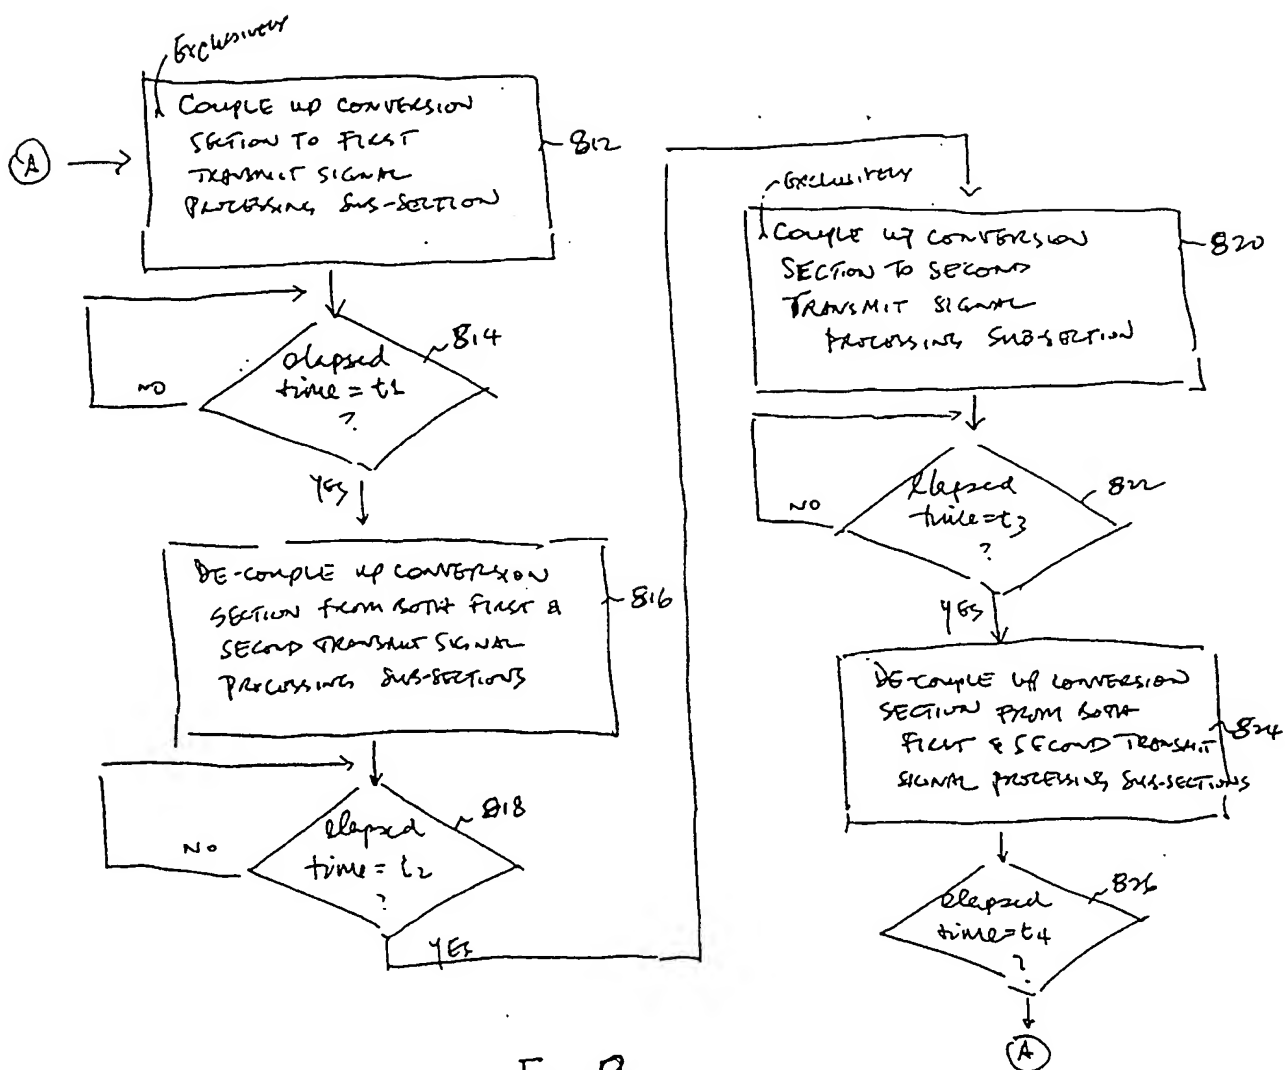 Exclusively
COUPLE UP CONVERSION
SECTION TO FIRST
TRANSMIT SIGNAL
PROCESSING SUB-SECTION
812
A
814
elapsed
time = t1
?
NO
YES
DE-COUPLE UP CONVERSION
SECTION FROM BOTH FIRST &
SECOND TRANSMIT SIGNAL
PROCESSING SUB-SECTIONS
816
818
elapsed
time = t2
?
NO
YES
EXCLUSIVELY
COUPLE UP CONVERSION
SECTION TO SECOND
TRANSMIT SIGNAL
PROCESSING SUB-SECTION
820
822
Elapsed
time = t3
?
NO
YES
DE-COUPLE UP CONVERSION
SECTION FROM BOTH
FIRST & SECOND TRANSMIT
SIGNAL PROCESSING SUB-SECTIONS
824
826
elapsed
time = t4
?
A